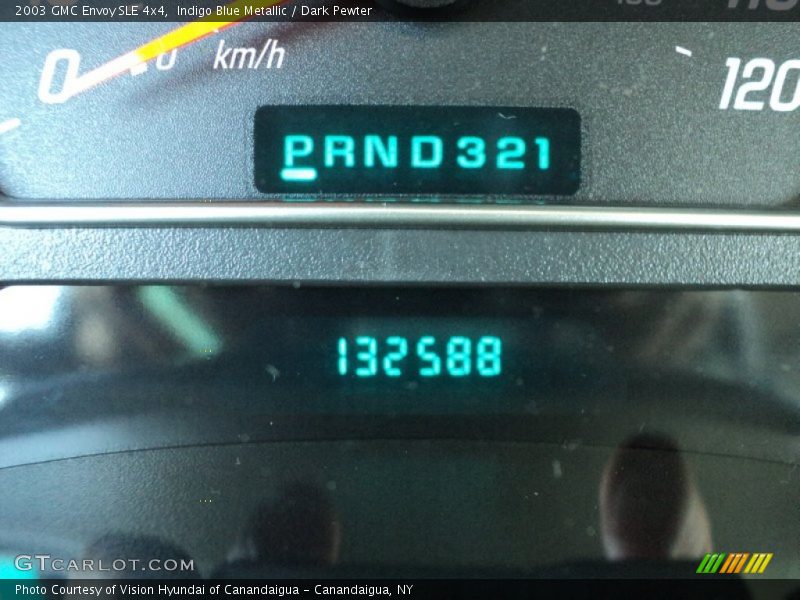 2003 GMC Envoy SLE 4x4,  Indigo Blue Metallic / Dark Pewter
0 0 km/h
120
PRND321
132588
GTCARLOT.COM
Photo Courtesy of Vision Hyundai of Canandaigua – Canandaigua, NY